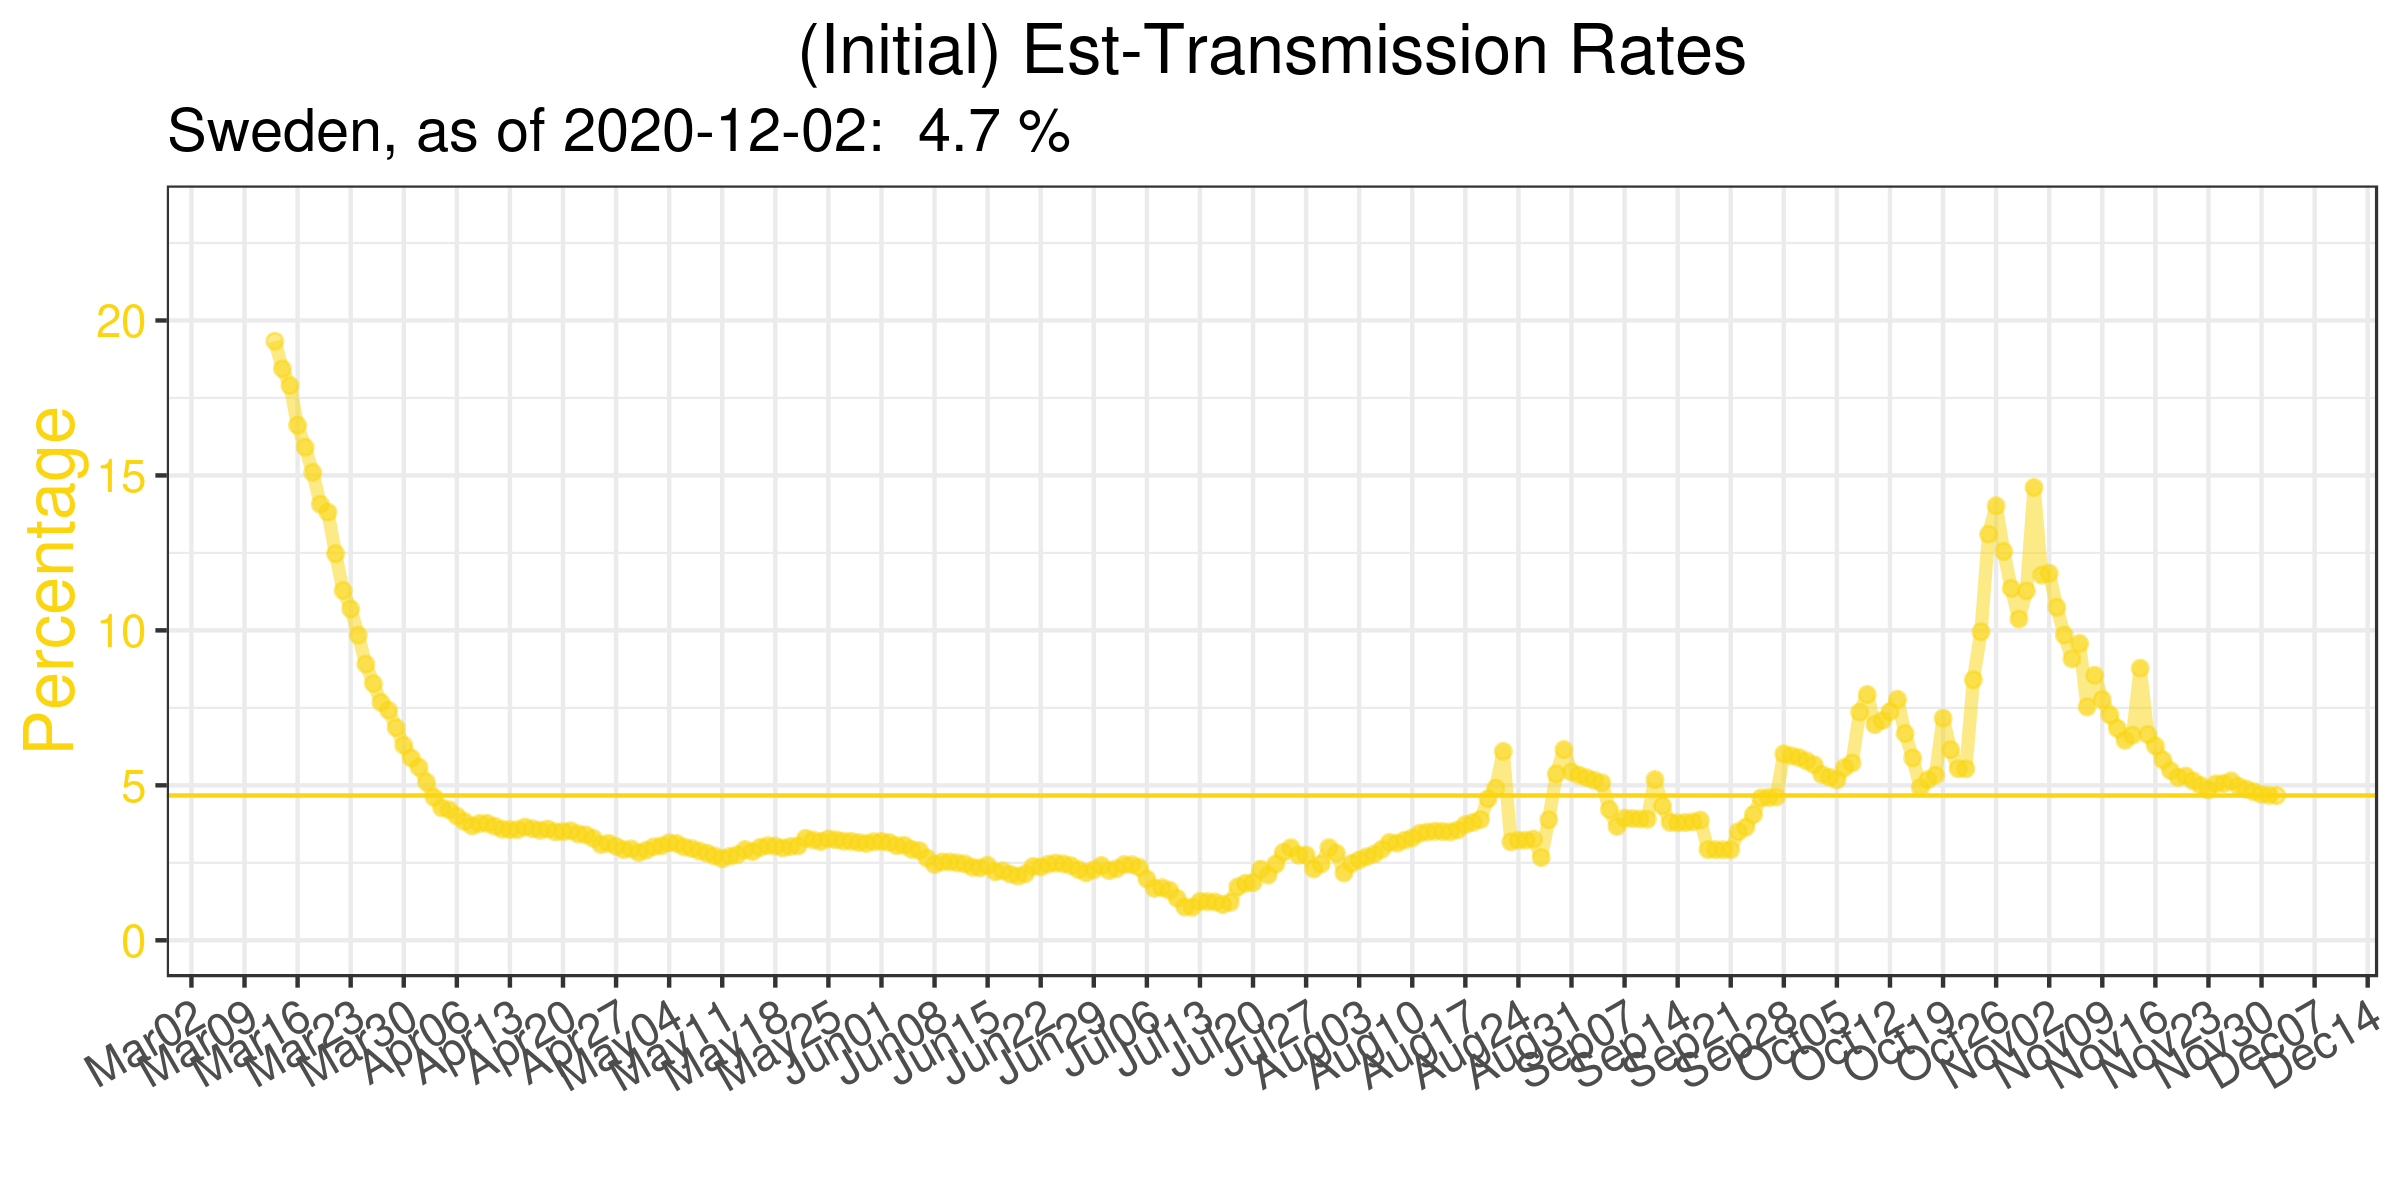 (Initial) Est-Transmission Rates
Sweden, as of 2020-12-02:  4.7 %
Percentage
20
15
10
5
0
Mar02
Mar09
Mar16
Mar23
Mar30
Apr06
Apr13
Apr20
Apr27
May04
May11
May18
May25
Jun01
Jun08
Jun15
Jun22
Jun29
Jul06
Jul13
Jul20
Jul27
Aug03
Aug10
Aug17
Aug24
Aug31
Sep07
Sep14
Sep21
Sep28
Oct05
Oct12
Oct19
Oct26
Nov02
Nov09
Nov16
Nov23
Nov30
Dec07
Dec14